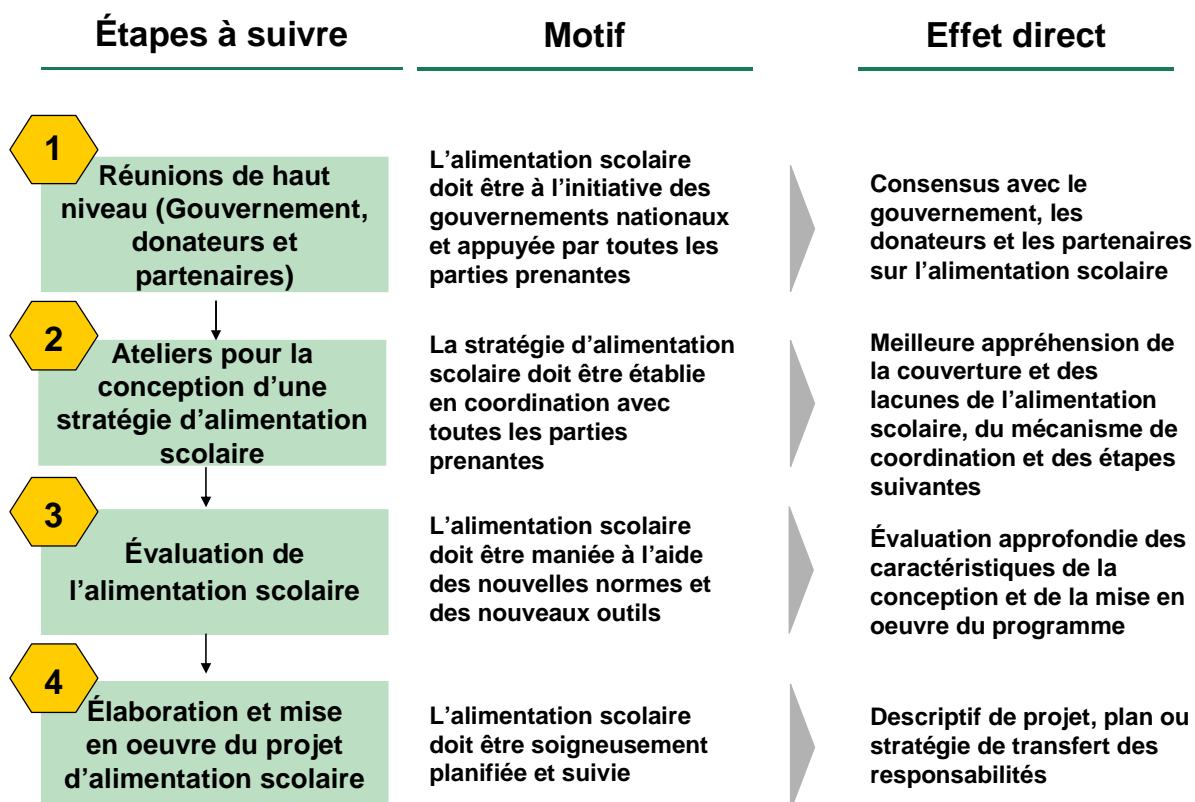 Étapes à suivre
Motif
Effet direct
1
Réunions de haut
niveau (Gouvernement,
donateurs et
partenaires)
L'alimentation scolaire
doit être à l'initiative des
gouvernements nationaux
et appuyée par toutes les
parties prenantes
Consensus avec le
gouvernement, les
donateurs et les partenaires
sur l'alimentation scolaire
2
Ateliers pour la
conception d'une
stratégie d'alimentation
scolaire
La stratégie d'alimentation
scolaire doit être établie
en coordination avec
toutes les parties
prenantes
Meilleure appréhension de
la couverture et des
lacunes de l'alimentation
scolaire, du mécanisme de
coordination et des étapes
suivantes
3
Évaluation de
l'alimentation scolaire
L'alimentation scolaire
doit être maniée à l'aide
des nouvelles normes et
des nouveaux outils
Évaluation approfondie des
caractéristiques de la
conception et de la mise en
oeuvre du programme
4
Élaboration et mise
en oeuvre du projet
d'alimentation scolaire
L'alimentation scolaire
doit être soigneusement
planifiée et suivie
Descriptif de projet, plan ou
stratégie de transfert des
responsabilités